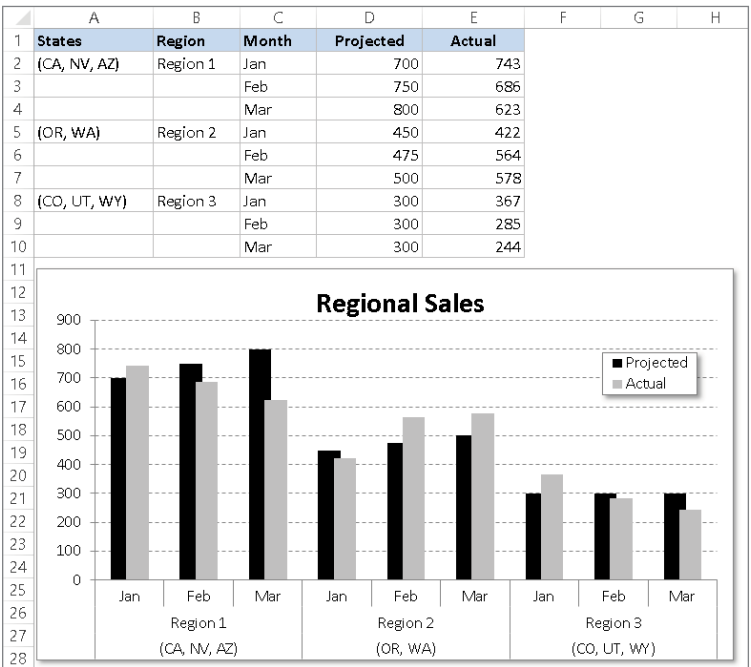 A B C D E F G H
1 States Region Month Projected Actual
2 (CA, NV, AZ) Region 1 Jan 700 743
3 Feb 750 686
4 Mar 800 623
5 (OR, WA) Region 2 Jan 450 422
6 Feb 475 564
7 Mar 500 578
8 (CO, UT, WY) Region 3 Jan 300 367
9 Feb 300 285
10 Mar 300 244
11
12
13
14
15
16
17
18
19
20
21
22
23
24
25
26
27
28
Regional Sales
900
800
700
600
500
400
300
200
100
0
Projected
Actual
Jan Feb Mar Jan Feb Mar Jan Feb Mar
Region 1 Region 2 Region 3
(CA, NV, AZ) (OR, WA) (CO, UT, WY)